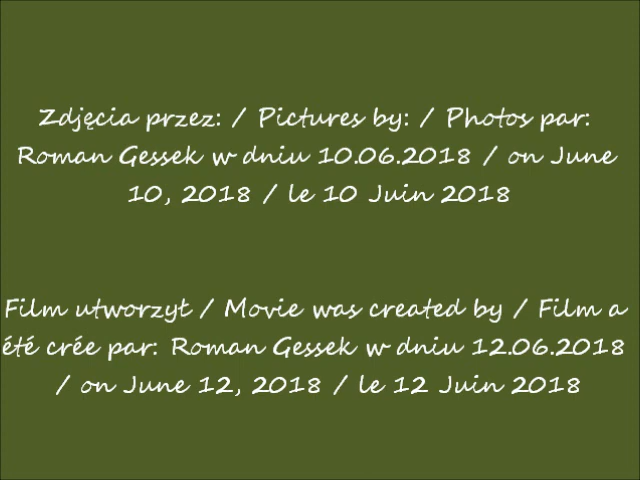 Zdjęcia przez: / Pictures by: / Photos par:
Roman Gessek w dniu 10.06.2018 / on June
10, 2018 / le 10 Juin 2018
Film utworzył / Movie was created by / Film a
été crée par: Roman Gessek w dniu 12.06.2018
/ on June 12, 2018 / le 12 Juin 2018